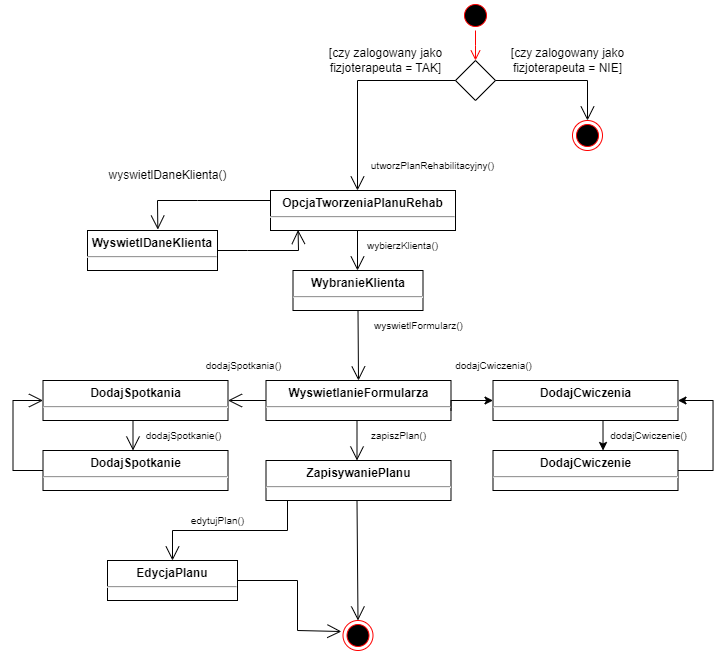 [czy zalogowany jako
fizjoterapeuta = TAK]
[czy zalogowany jako
fizjoterapeuta = NIE]
utworzPlanRehabilitacyjny()
wyswietlDaneKlienta()
OpcjaTworzeniaPlanuRehab
WyswietlDaneKlienta
wybierzKlienta()
WybranieKlienta
wyswietlFormularz()
dodajSpotkania()
dodajCwiczenia()
DodajSpotkania
WyswietlanieFormularza
DodajCwiczenia
dodajSpotkanie()
zapiszPlan()
dodajCwiczenie()
DodajSpotkanie
ZapisywaniePlanu
DodajCwiczenie
edytujPlan()
EdycjaPlanu